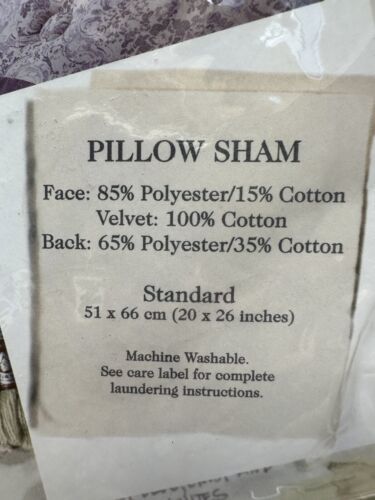 PILLOW SHAM
Face: 85% Polyester/15% Cotton
Velvet: 100% Cotton
Back: 65% Polyester/35% Cotton
Standard
51 x 66 cm (20 x 26 inches)
Machine Washable.
See care label for complete
laundering instructions.